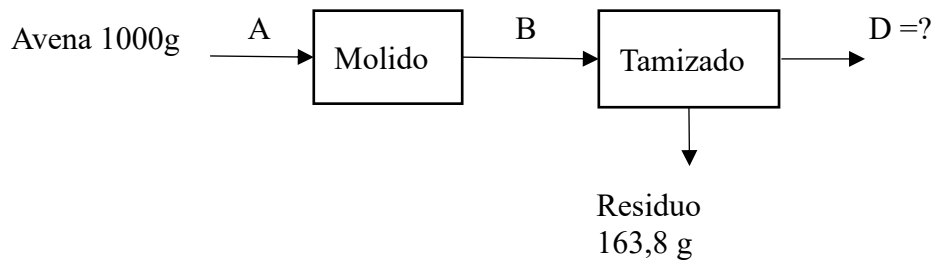 Avena 1000g
A
Molido
B
Tamizado
D =?
Residuo
163,8 g